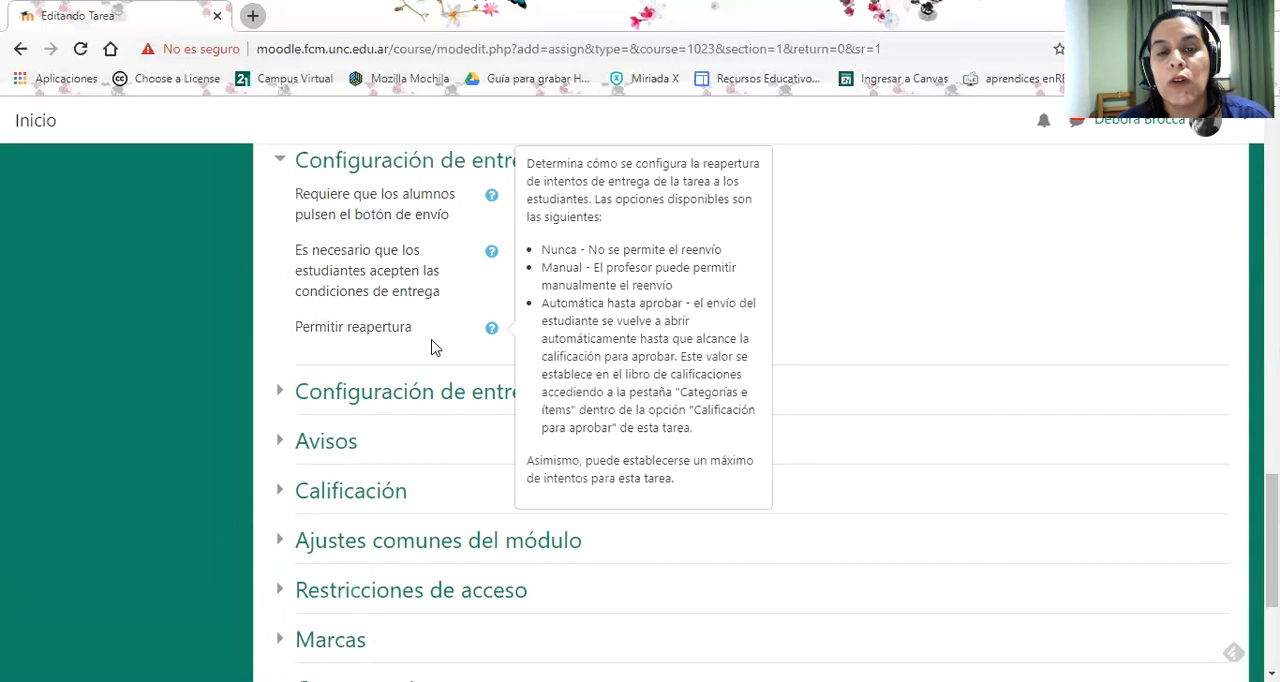 Editando Tarea
No es seguro
moodle.fcm.unc.edu.ar/course/modedit.php?add=assign&type=&course=1023&section=1&return=0&sr=1
Aplicaciones
Choose a License
21
Campus Virtual
Mozilla Mochila
Guía para grabar H...
Miriada X
Recursos Educativo...
Ingresar a Canvas
aprendices enRE
Inicio
Debora Brocca
Configuración de entre
Requiere que los alumnos
pulsen el botón de envío
Es necesario que los
estudiantes acepten las
condiciones de entrega
Permitir reapertura
Determina cómo se configura la reapertura
de intentos de entrega de la tarea a los
estudiantes. Las opciones disponibles son
las siguientes:
Nunca - No se permite el reenvío
Manual - El profesor puede permitir
manualmente el reenvío
Automática hasta aprobar - el envío del
estudiante se vuelve a abrir
automáticamente hasta que alcance la
calificación para aprobar. Este valor se
establece en el libro de calificaciones
accediendo a la pestaña "Categorías e
ítems" dentro de la opción "Calificación
para aprobar" de esta tarea.
Asimismo, puede establecerse un máximo
de intentos para esta tarea.
Configuración de entre
Avisos
Calificación
Ajustes comunes del módulo
Restricciones de acceso
Marcas